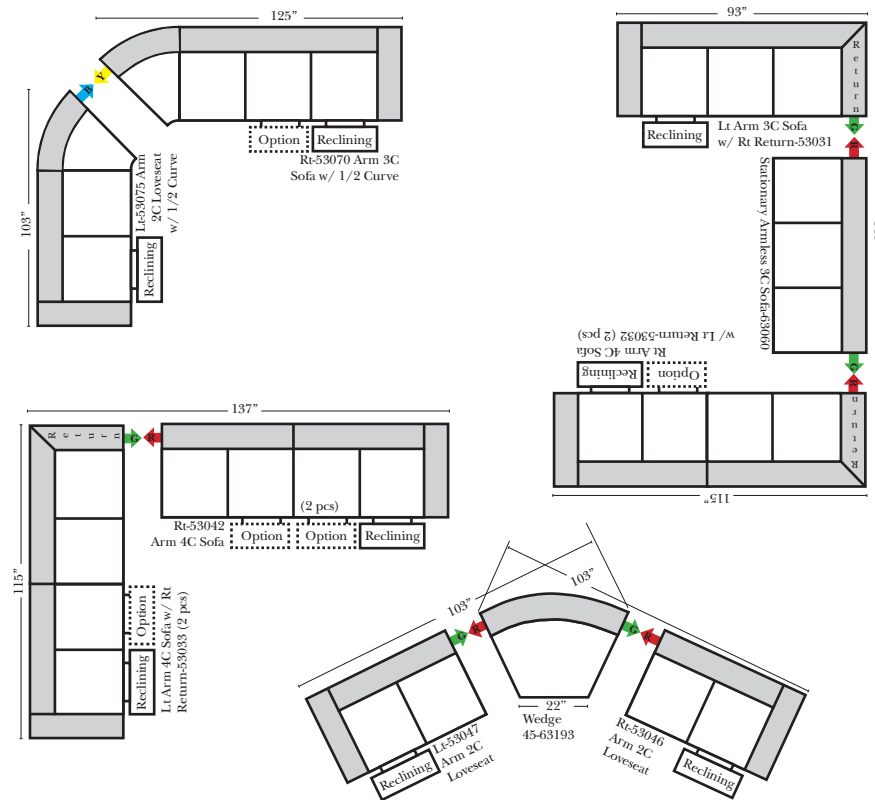 125”
B
Y
Option
Reclining
Rt-53070 Arm 3C
Sofa w/ 1/2 Curve
103”
Lt-53075 Arm
2C Loveseat
w/ 1/2 Curve
Reclining
93”
Return
Reclining
Lt Arm 3C Sofa
w/ Rt Return-53031
G
R
Stationary Armless 3C Sofa-63060
G
R
Rt Arm 4C Sofa
w/ Lt Return-53032 (2 pcs)
Reclining
Option
Return
115”
137”
Return
G
R
(2 pcs)
Rt-53042
Arm 4C Sofa
Option
Option
Reclining
115”
Option
Reclining
Lt Arm 4C Sofa w/ Rt
Return-53033 (2 pcs)
103”
103”
G
R
G
R
22”
Wedge
45-63193
Lt-53047
Arm 2C
Loveseat
Reclining
Rt-53046
Arm 2C
Loveseat
Reclining